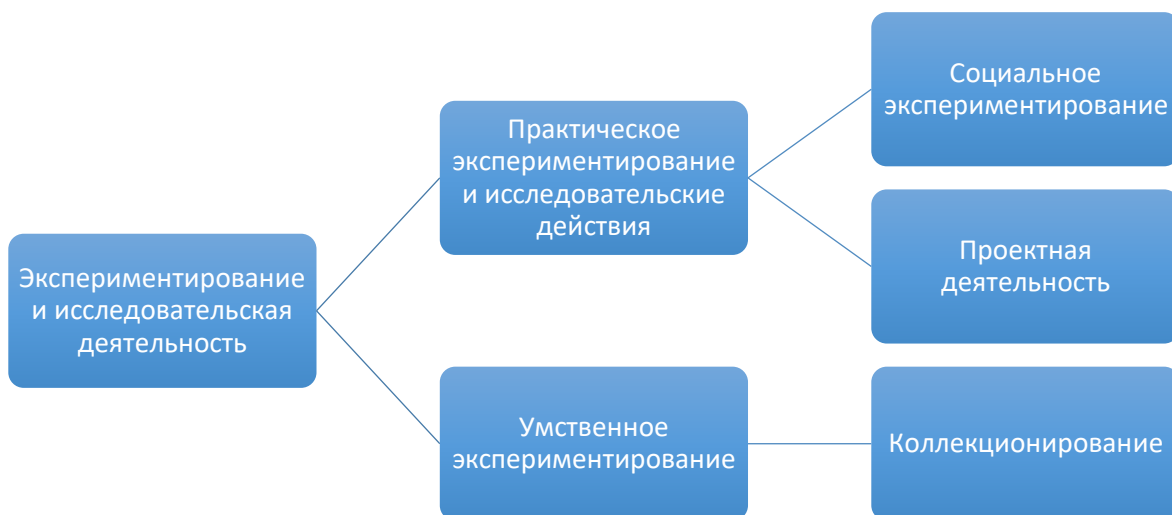 Экспериментирование
и исследовательская
деятельность
Практическое
экспериментирование
и исследовательские
действия
Социальное
экспериментирование
Проектная
деятельность
Умственное
экспериментирование
Коллекционирование